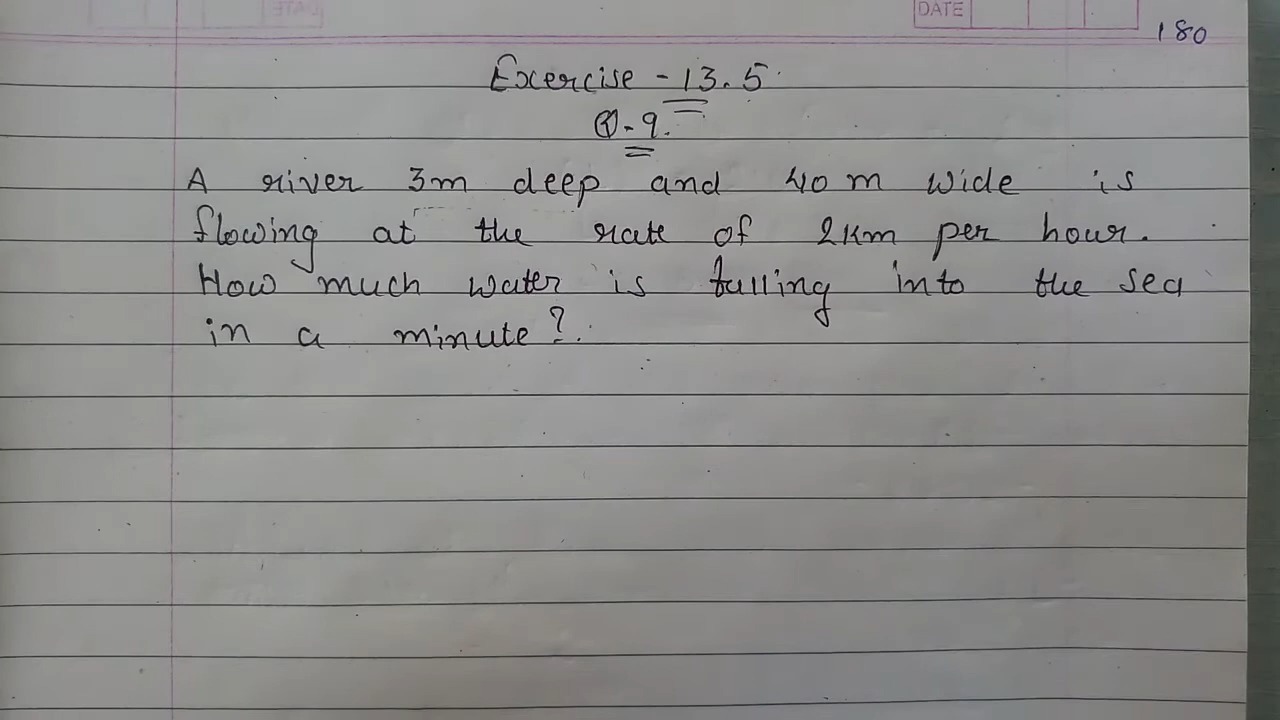 DATE
180
Exercise - 13.5
Q-9.
A river 3m deep and 40 m wide is
flowing at the rate of 2km per hour.
How much water is falling into the sea
in a minute?